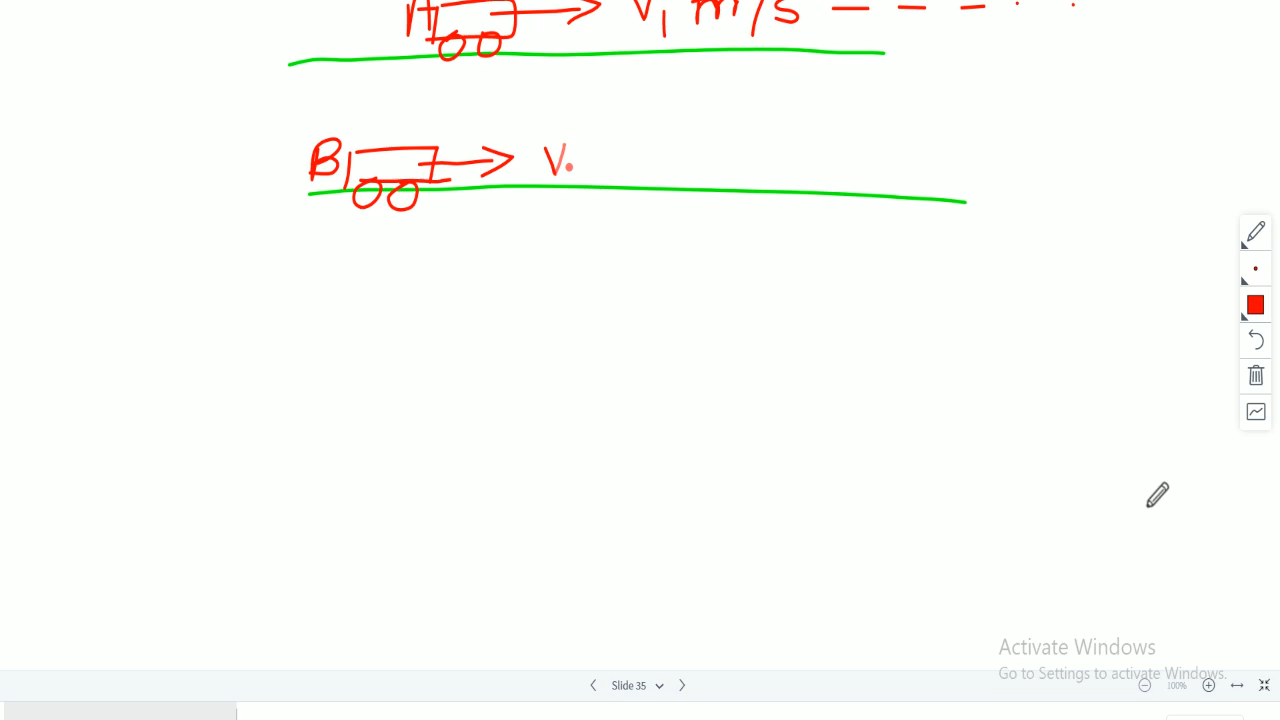 A V1 m/s - - - . .
B V
Activate Windows
Go to Settings to activate Windows.
Slide 35
100%